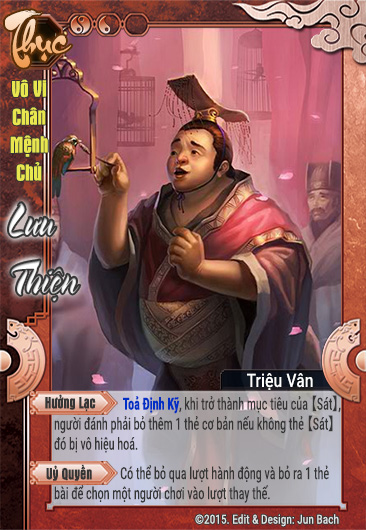 Thục
Vô Vi
Chân
Mệnh
Chủ
Lưu
Thiện
Triệu Vân
Hưởng Lạc
Toả Định Kỹ, khi trở thành mục tiêu của【Sát】,
người đánh phải bỏ thêm 1 thẻ cơ bản nếu không thẻ【Sát】
đó bị vô hiệu hoá.
Uỷ Quyền
Có thể bỏ qua lượt hành động và bỏ ra 1 thẻ
bài để chọn một người chơi vào lượt thay thế.
©2015. Edit & Design: Jun Bach